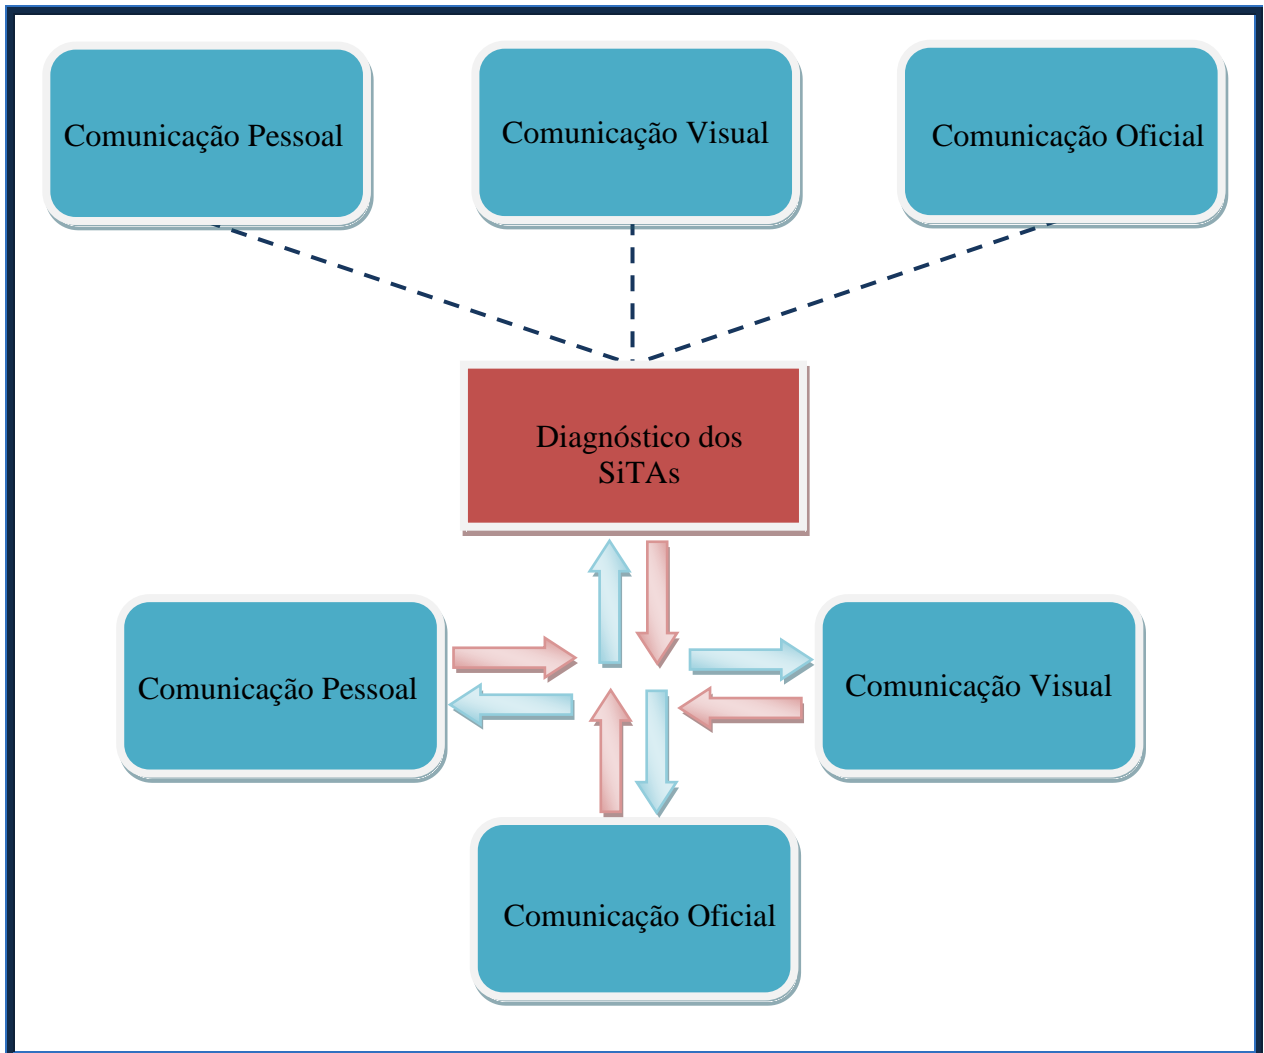 Comunicação Pessoal
Comunicação Visual
Comunicação Oficial
Diagnóstico dos
SiTAs
Comunicação Pessoal
Comunicação Visual
Comunicação Oficial